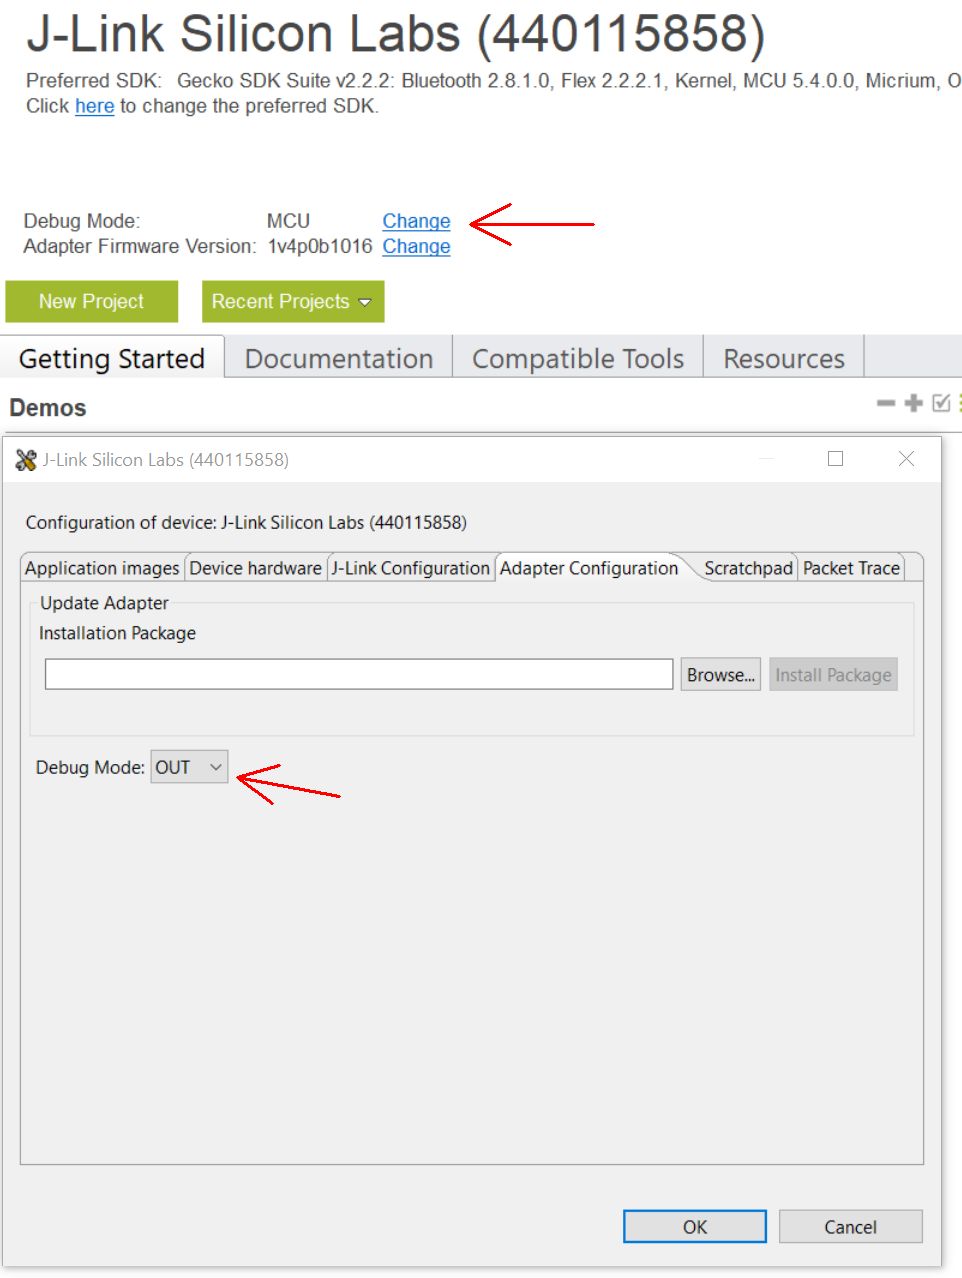 J-Link Silicon Labs (440115858)
Preferred SDK: Gecko SDK Suite v2.2.2: Bluetooth 2.8.1.0, Flex 2.2.2.1, Kernel, MCU 5.4.0.0, Micrium, O
Click here to change the preferred SDK.
Debug Mode: MCU Change
Adapter Firmware Version: 1v4p0b1016 Change
New Project Recent Projects
Getting Started Documentation Compatible Tools Resources
Demos
J-Link Silicon Labs (440115858)
Configuration of device: J-Link Silicon Labs (440115858)
Application images Device hardware J-Link Configuration Adapter Configuration Scratchpad Packet Trace
Update Adapter
Installation Package
Browse... Install Package
Debug Mode: OUT
OK Cancel